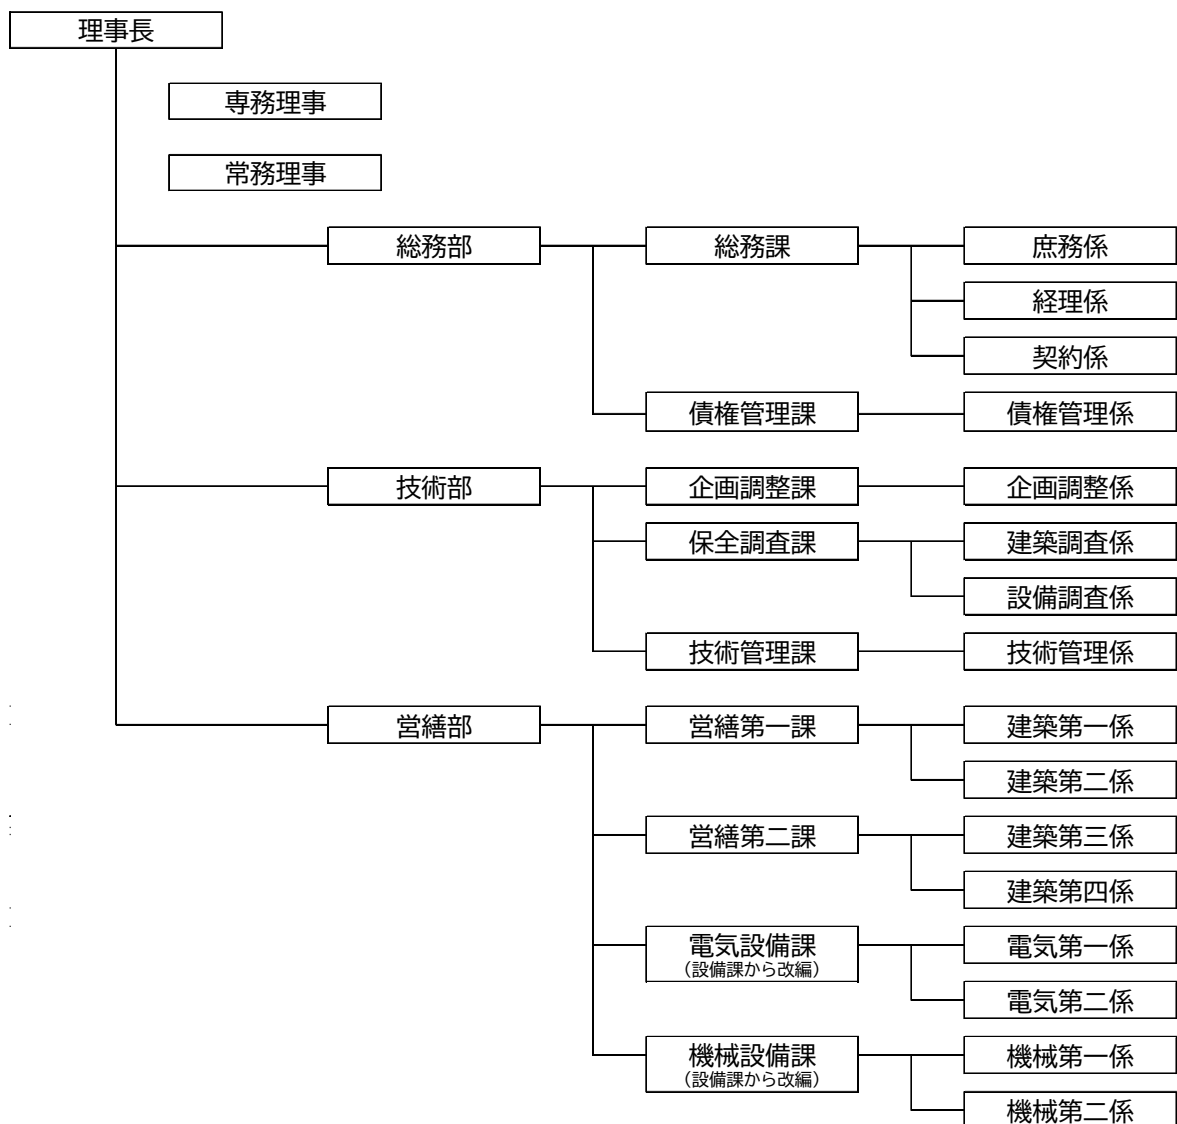 理事長
専務理事
常務理事
総務部
総務課
庶務係
経理係
契約係
債権管理課
債権管理係
技術部
企画調整課
企画調整係
保全調査課
建築調査係
設備調査係
技術管理課
技術管理係
営繕部
営繕第一課
建築第一係
建築第二係
営繕第二課
建築第三係
建築第四係
電気設備課
（設備課から改編）
電気第一係
電気第二係
機械設備課
（設備課から改編）
機械第一係
機械第二係